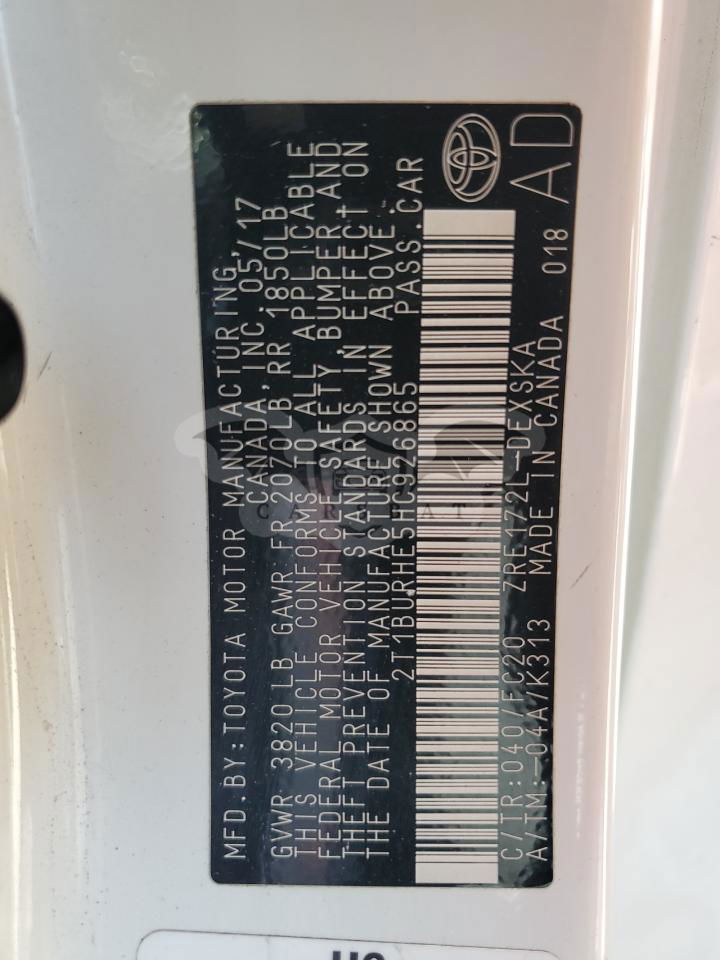 MFD.BY:TOYOTA MOTOR MANUFACTURING,
CANADA, INC.05/17
GVWR 3820LB GAWR FR 2070LB, RR 1850LB
THIS VEHICLE CONFORMS TO ALL APPLICABLE
FEDERAL MOTOR VEHICLE SAFETY BUMPER AND
THEFT PREVENTION STANDARDS IN EFFECT ON
THE DATE OF MANUFACTURE SHOWN ABOVE.
2T1BURHE5HC926865 PASS.CAR
C/TR:040/FC20 ZRE172L-DEXSKA 018
A/TM:-04A/K313 MADE IN CANADA
AD